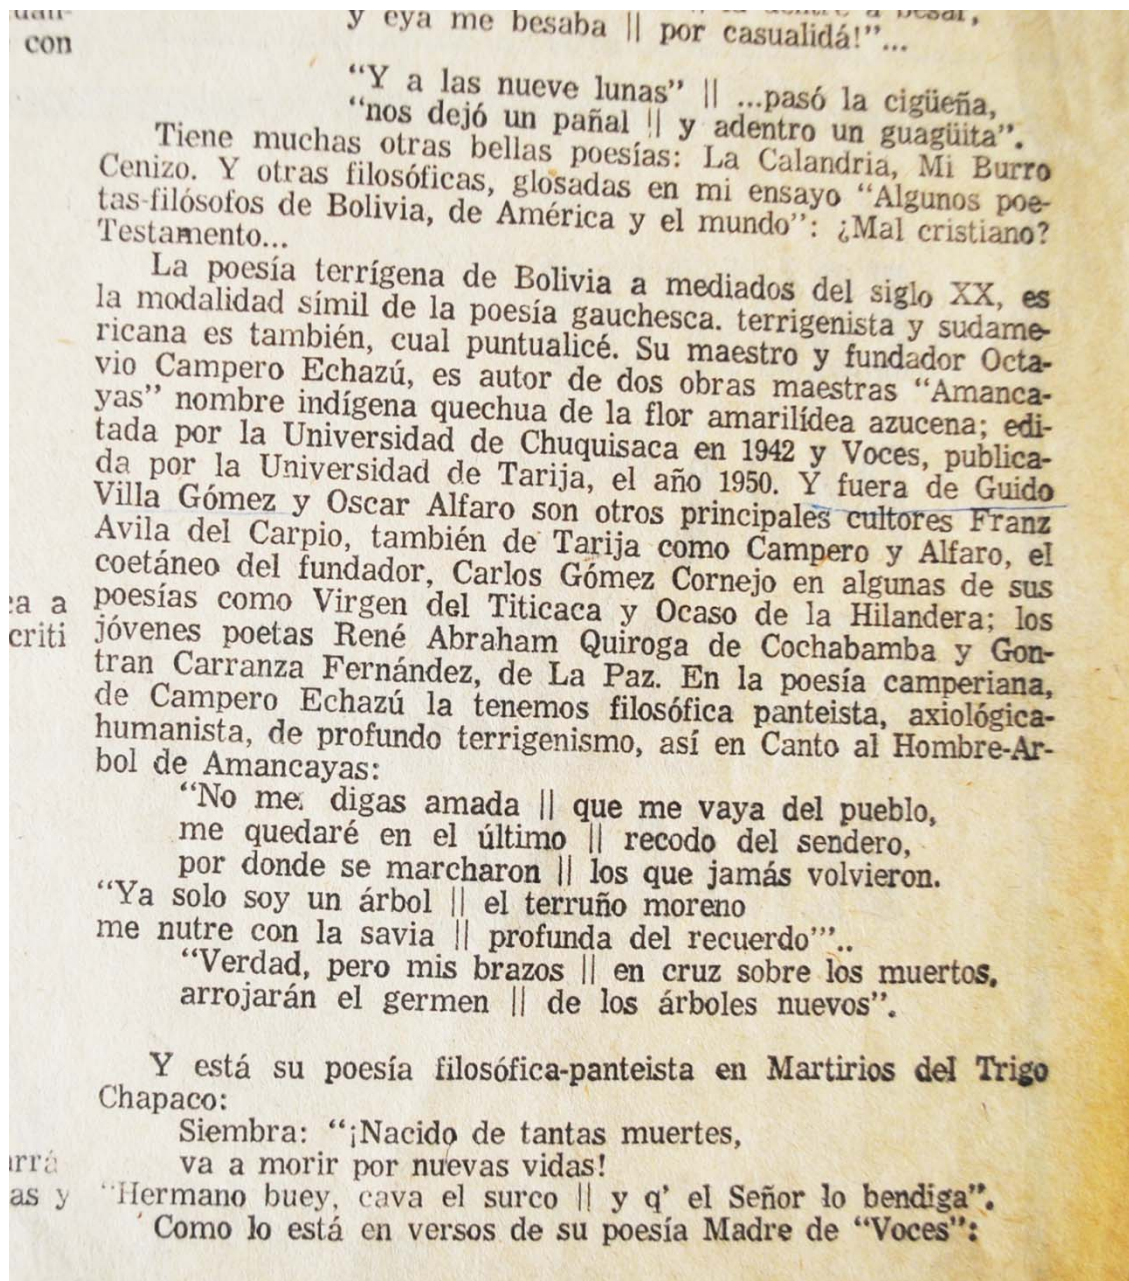 con
y eya me besaba || por casualidá!”...
“Y a las nueve lunas” || ...pasó la cigüeña,
“nos dejó un pañal || y adentro un guagüita”.
Tiene muchas otras bellas poesías: La Calandria, Mi Burro
Cenizo. Y otras filosóficas, glosadas en mi ensayo “Algunos poe-
tas-filósofos de Bolivia, de América y el mundo”: ¿Mal cristiano?
Testamento...
La poesía terrígena de Bolivia a mediados del siglo XX, es
la modalidad símil de la poesía gauchesca. terrigenista y sudame-
ricana es también, cual puntualicé. Su maestro y fundador Octa-
vio Campero Echazú, es autor de dos obras maestras “Amanca-
yas” nombre indígena quechua de la flor amarilídea azucena; edi-
tada por la Universidad de Chuquisaca en 1942 y Voces, publica-
da por la Universidad de Tarija, el año 1950. Y fuera de Guido
Villa Gómez y Oscar Alfaro son otros principales cultores Franz
Avila del Carpio, también de Tarija como Campero y Alfaro, el
coetáneo del fundador, Carlos Gómez Cornejo en algunas de sus
poesías como Virgen del Titicaca y Ocaso de la Hilandera; los
jóvenes poetas René Abraham Quiroga de Cochabamba y Gon-
tran Carranza Fernández, de La Paz. En la poesía camperiana,
de Campero Echazú la tenemos filosófica panteista, axiológica-
humanista, de profundo terrigenismo, así en Canto al Hombre-Ar-
bol de Amancayas:
“No me digas amada || que me vaya del pueblo,
me quedaré en el último || recodo del sendero,
por donde se marcharon || los que jamás volvieron.
“Ya solo soy un árbol || el terruño moreno
me nutre con la savia || profunda del recuerdo”’..
“Verdad, pero mis brazos || en cruz sobre los muertos,
arrojarán el germen || de los árboles nuevos”.
Y está su poesía filosófica-panteista en Martirios del Trigo
Chapaco:
Siembra: “¡Nacido de tantas muertes,
va a morir por nuevas vidas!
“Hermano buey, cava el surco || y q’ el Señor lo bendiga”.
Como lo está en versos de su poesía Madre de “Voces”:
a a
criti
as y